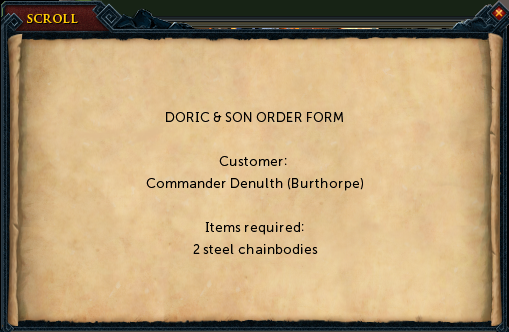 SCROLL
DORIC & SON ORDER FORM
Customer:
Commander Denulth (Burthorpe)
Items required:
2 steel chainbodies